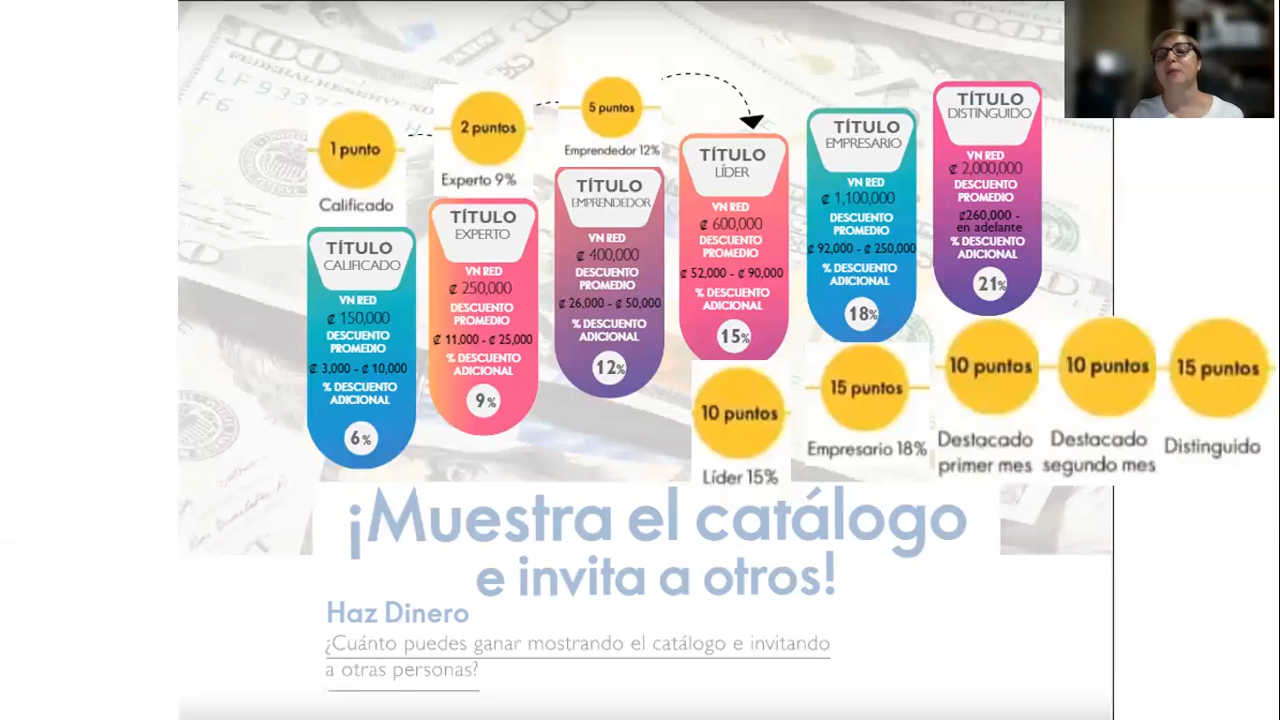 1 punto
Calificado
2 puntos
Experto 9%
5 puntos
Emprendedor 12%
TÍTULO
CALIFICADO
VN RED
₡ 150,000
DESCUENTO
PROMEDIO
₡ 3,000 - ₡ 10,000
% DESCUENTO
ADICIONAL
6%
TÍTULO
EXPERTO
VN RED
₡ 250,000
DESCUENTO
PROMEDIO
₡ 11,000 - ₡ 25,000
% DESCUENTO
ADICIONAL
9%
TÍTULO
EMPRENDEDOR
VN RED
₡ 400,000
DESCUENTO
PROMEDIO
₡ 26,000 - ₡ 50,000
% DESCUENTO
ADICIONAL
12%
TÍTULO
LÍDER
VN RED
₡ 600,000
DESCUENTO
PROMEDIO
₡ 52,000 - ₡ 90,000
% DESCUENTO
ADICIONAL
15%
TÍTULO
EMPRESARIO
VN RED
₡ 1,100,000
DESCUENTO
PROMEDIO
₡ 92,000 - ₡ 250,000
% DESCUENTO
ADICIONAL
18%
TÍTULO
DISTINGUIDO
VN RED
₡ 2,000,000
DESCUENTO
PROMEDIO
₡260,000 -
en adelante
% DESCUENTO
ADICIONAL
21%
10 puntos
Líder 15%
15 puntos
Empresario 18%
10 puntos
Destacado
primer mes
10 puntos
Destacado
segundo mes
15 puntos
Distinguido
¡Muestra el catálogo
e invita a otros!
Haz Dinero
¿Cuánto puedes ganar mostrando el catálogo e invitando
a otras personas?